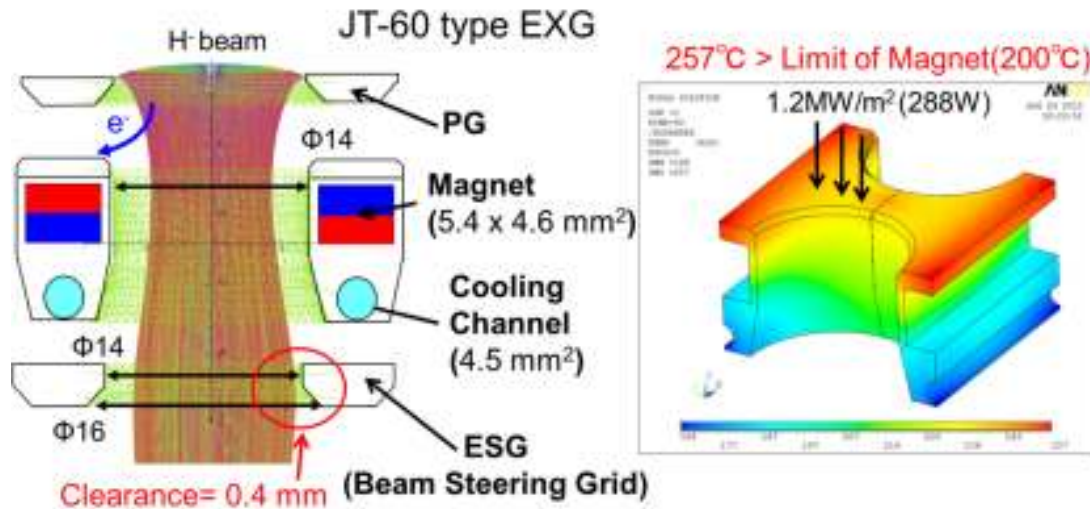 JT-60 type EXG
H⁻ beam
PG
e⁻
Φ14
Magnet
(5.4 x 4.6 mm²)
Cooling
Channel
(4.5 mm²)
Φ14
Φ16
ESG
(Beam Steering Grid)
Clearance= 0.4 mm
257℃ > Limit of Magnet(200℃)
AN
1.2MW/m² (288W)